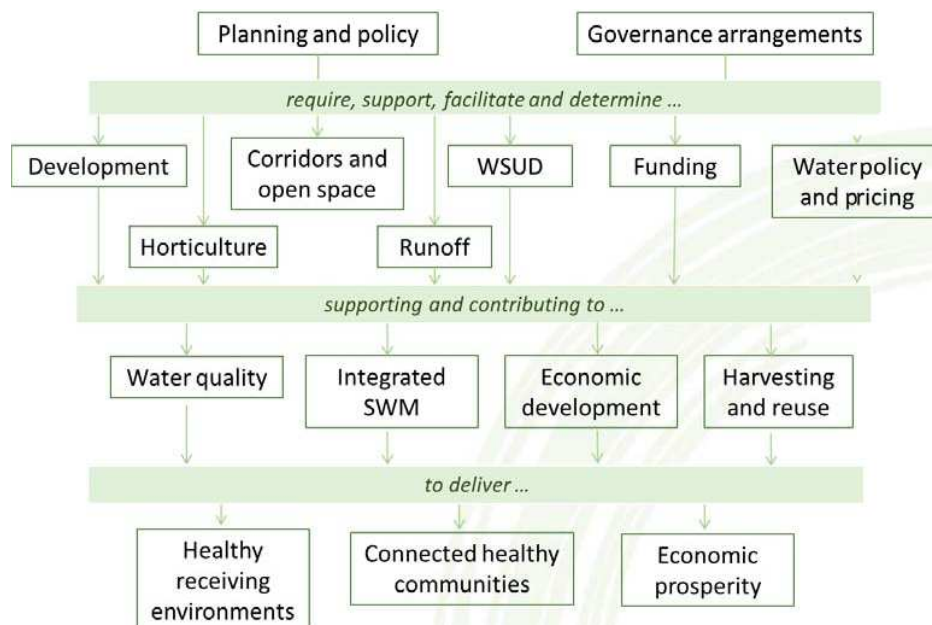 Planning and policy
Governance arrangements
require, support, facilitate and determine ...
Development
Corridors and
open space
WSUD
Funding
Water policy
and pricing
Horticulture
Runoff
supporting and contributing to ...
Water quality
Integrated
SWM
Economic
development
Harvesting
and reuse
to deliver ...
Healthy
receiving
environments
Connected healthy
communities
Economic
prosperity